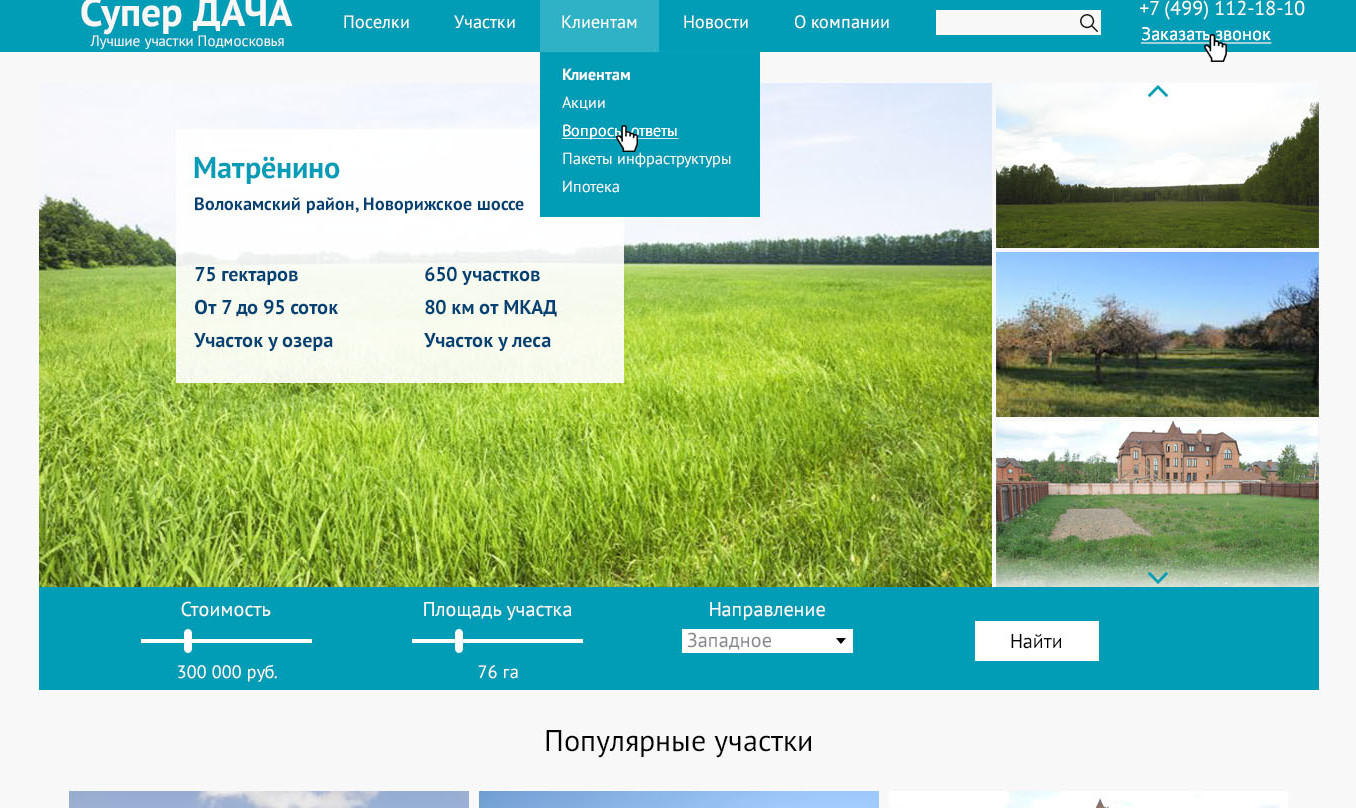 Супер ДАЧА
Лучшие участки Подмосковья
Поселки
Участки
Клиентам
Новости
О компании
+7 (499) 112-18-10
Заказать звонок
Клиентам
Акции
Вопросы ответы
Пакеты инфраструктуры
Ипотека
Матрёнино
Волокамский район, Новорижское шоссе
75 гектаров
650 участков
От 7 до 95 соток
80 км от МКАД
Участок у озера
Участок у леса
Стоимость
Площадь участка
Направление
Западное
Найти
300 000 руб.
76 га
Популярные участки